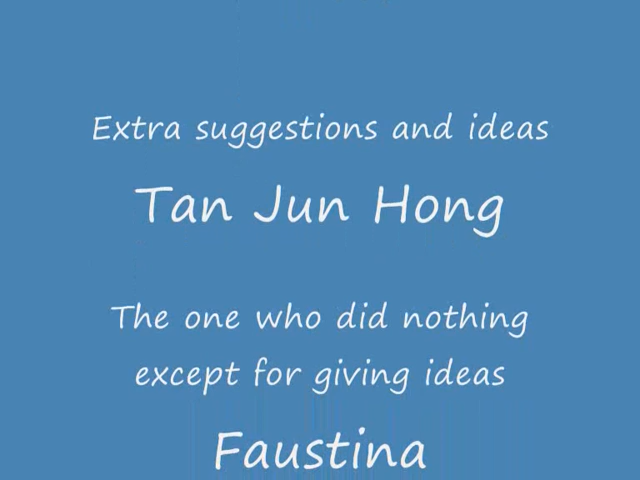 Extra suggestions and ideas
Tan Jun Hong
The one who did nothing
except for giving ideas
Faustina